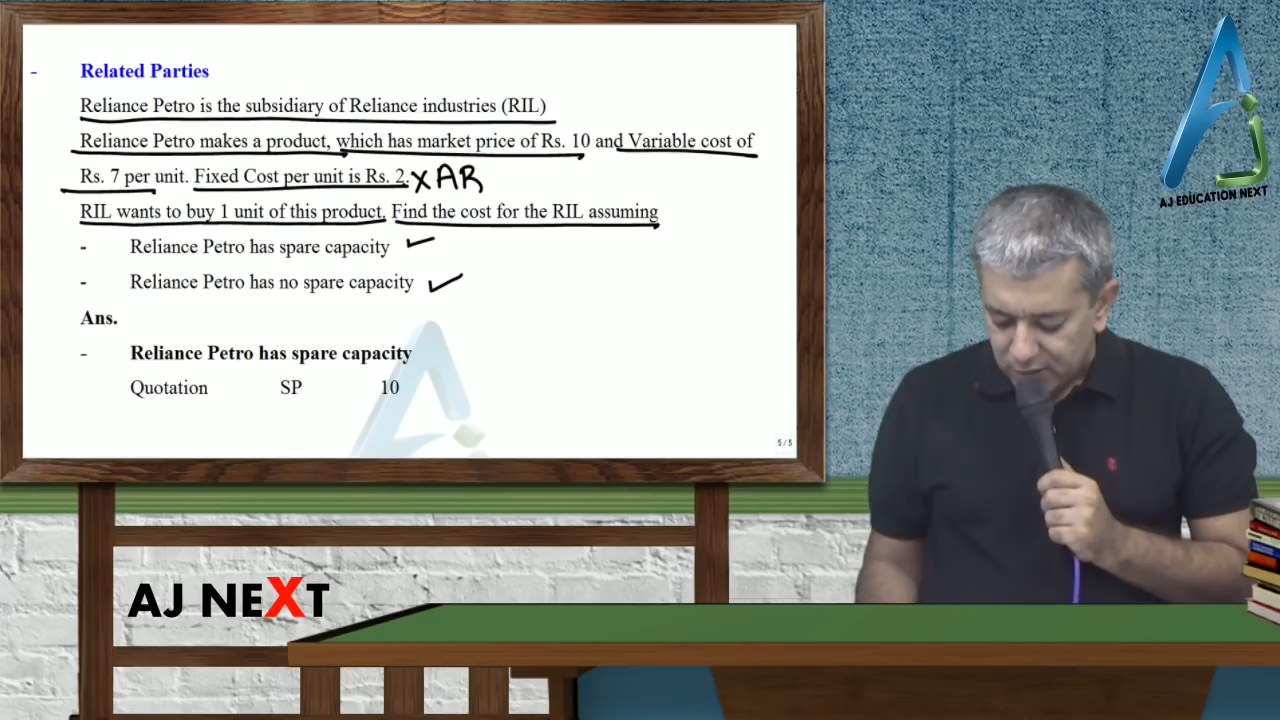 - Related Parties
Reliance Petro is the subsidiary of Reliance industries (RIL)
Reliance Petro makes a product, which has market price of Rs. 10 and Variable cost of
Rs. 7 per unit. Fixed Cost per unit is Rs. 2. X AR
RIL wants to buy 1 unit of this product. Find the cost for the RIL assuming
- Reliance Petro has spare capacity
- Reliance Petro has no spare capacity
Ans.
- Reliance Petro has spare capacity
Quotation SP 10
5/5
AJ EDUCATION NEXT
AJ NEXT